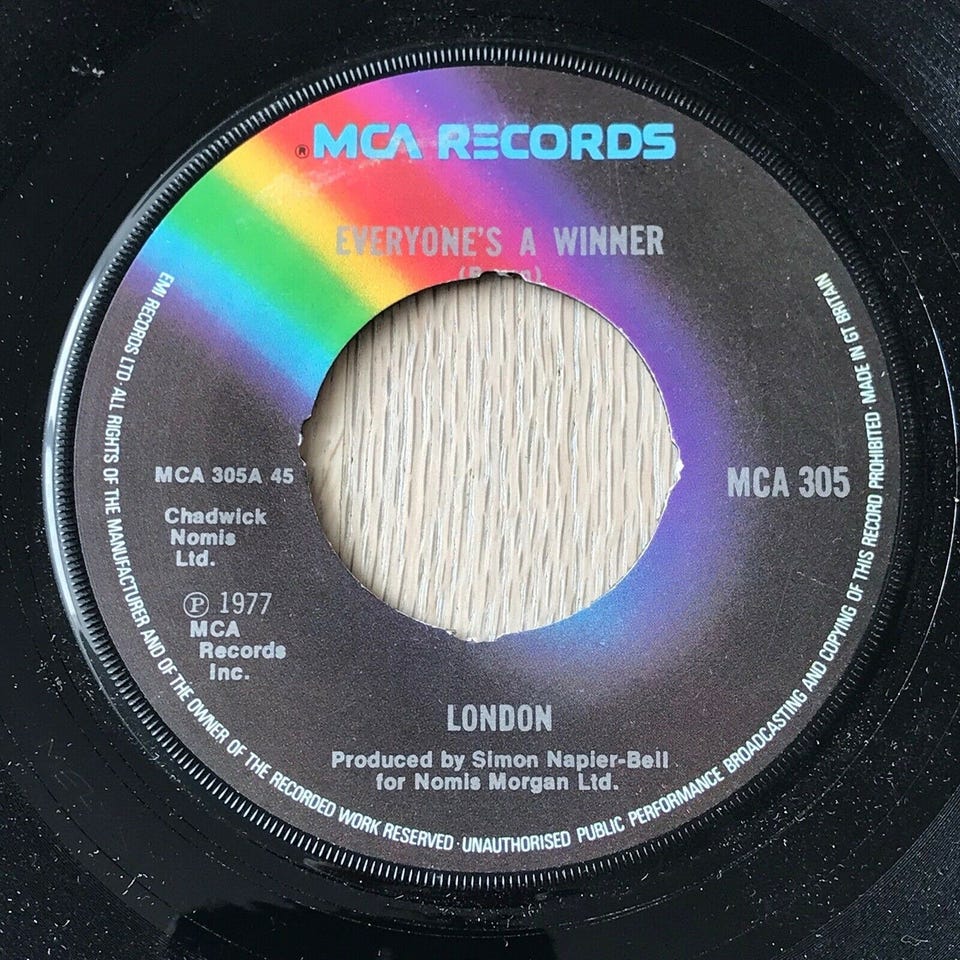 ® MCA RECORDS
EVERYONE'S A WINNER
MCA 305A 45
Chadwick
Nomis
Ltd.
℗ 1977
MCA
Records
Inc.
MCA 305
LONDON
Produced by Simon Napier-Bell
for Nomis Morgan Ltd.
EMI RECORDS LTD · ALL RIGHTS OF THE MANUFACTURER AND OF THE OWNER OF THE RECORDED WORK RESERVED · UNAUTHORISED PUBLIC PERFORMANCE BROADCASTING AND COPYING OF THIS RECORD PROHIBITED · MADE IN GT BRITAIN